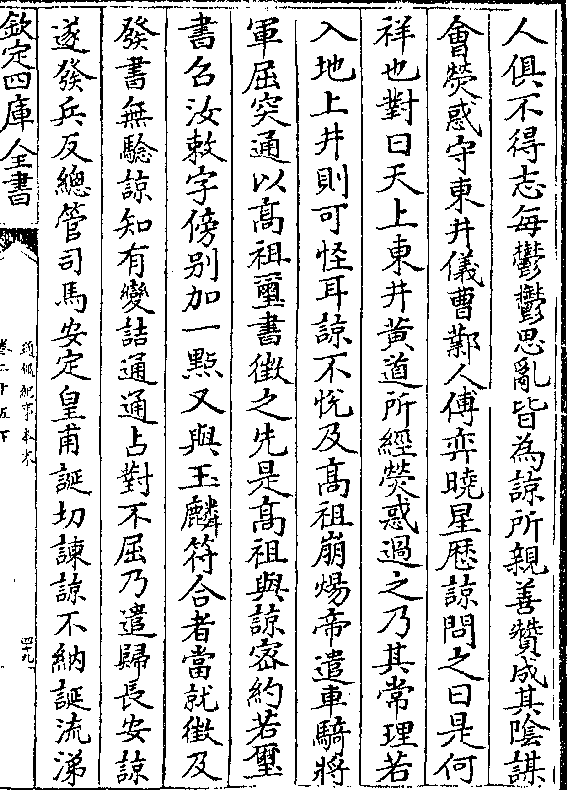 人俱不得志每鬱鬱思亂皆為諒所親善贊成其陰謀
會熒惑守東井儀曹鄴人傅弈曉星厯諒問之曰是何
祥也對曰天上東井黄道所經熒惑過之乃其常理若
入地上井則可怪耳諒不悅及髙祖崩煬帝遣車騎將
軍屈突通以髙祖璽書徵之先是髙祖與諒密約若璽
書召汝敕字傍别加一點又與玉麟符合者當就徵及
發書無驗諒知有變詰通通占對不屈乃遣歸長安諒
遂發兵反總管司馬安定皇甫誕切諫諒不納誕流涕
欽定四庫全書
通鑑紀事本末
卷二十五下
四十九